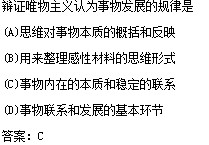 辩证唯物主义认为事物发展的规律是
(A)思维对事物本质的概括和反映
(B)用来整理感性材料的思维形式
(C)事物内在的本质和稳定的联系
(D)事物联系和发展的基本环节
答案：C